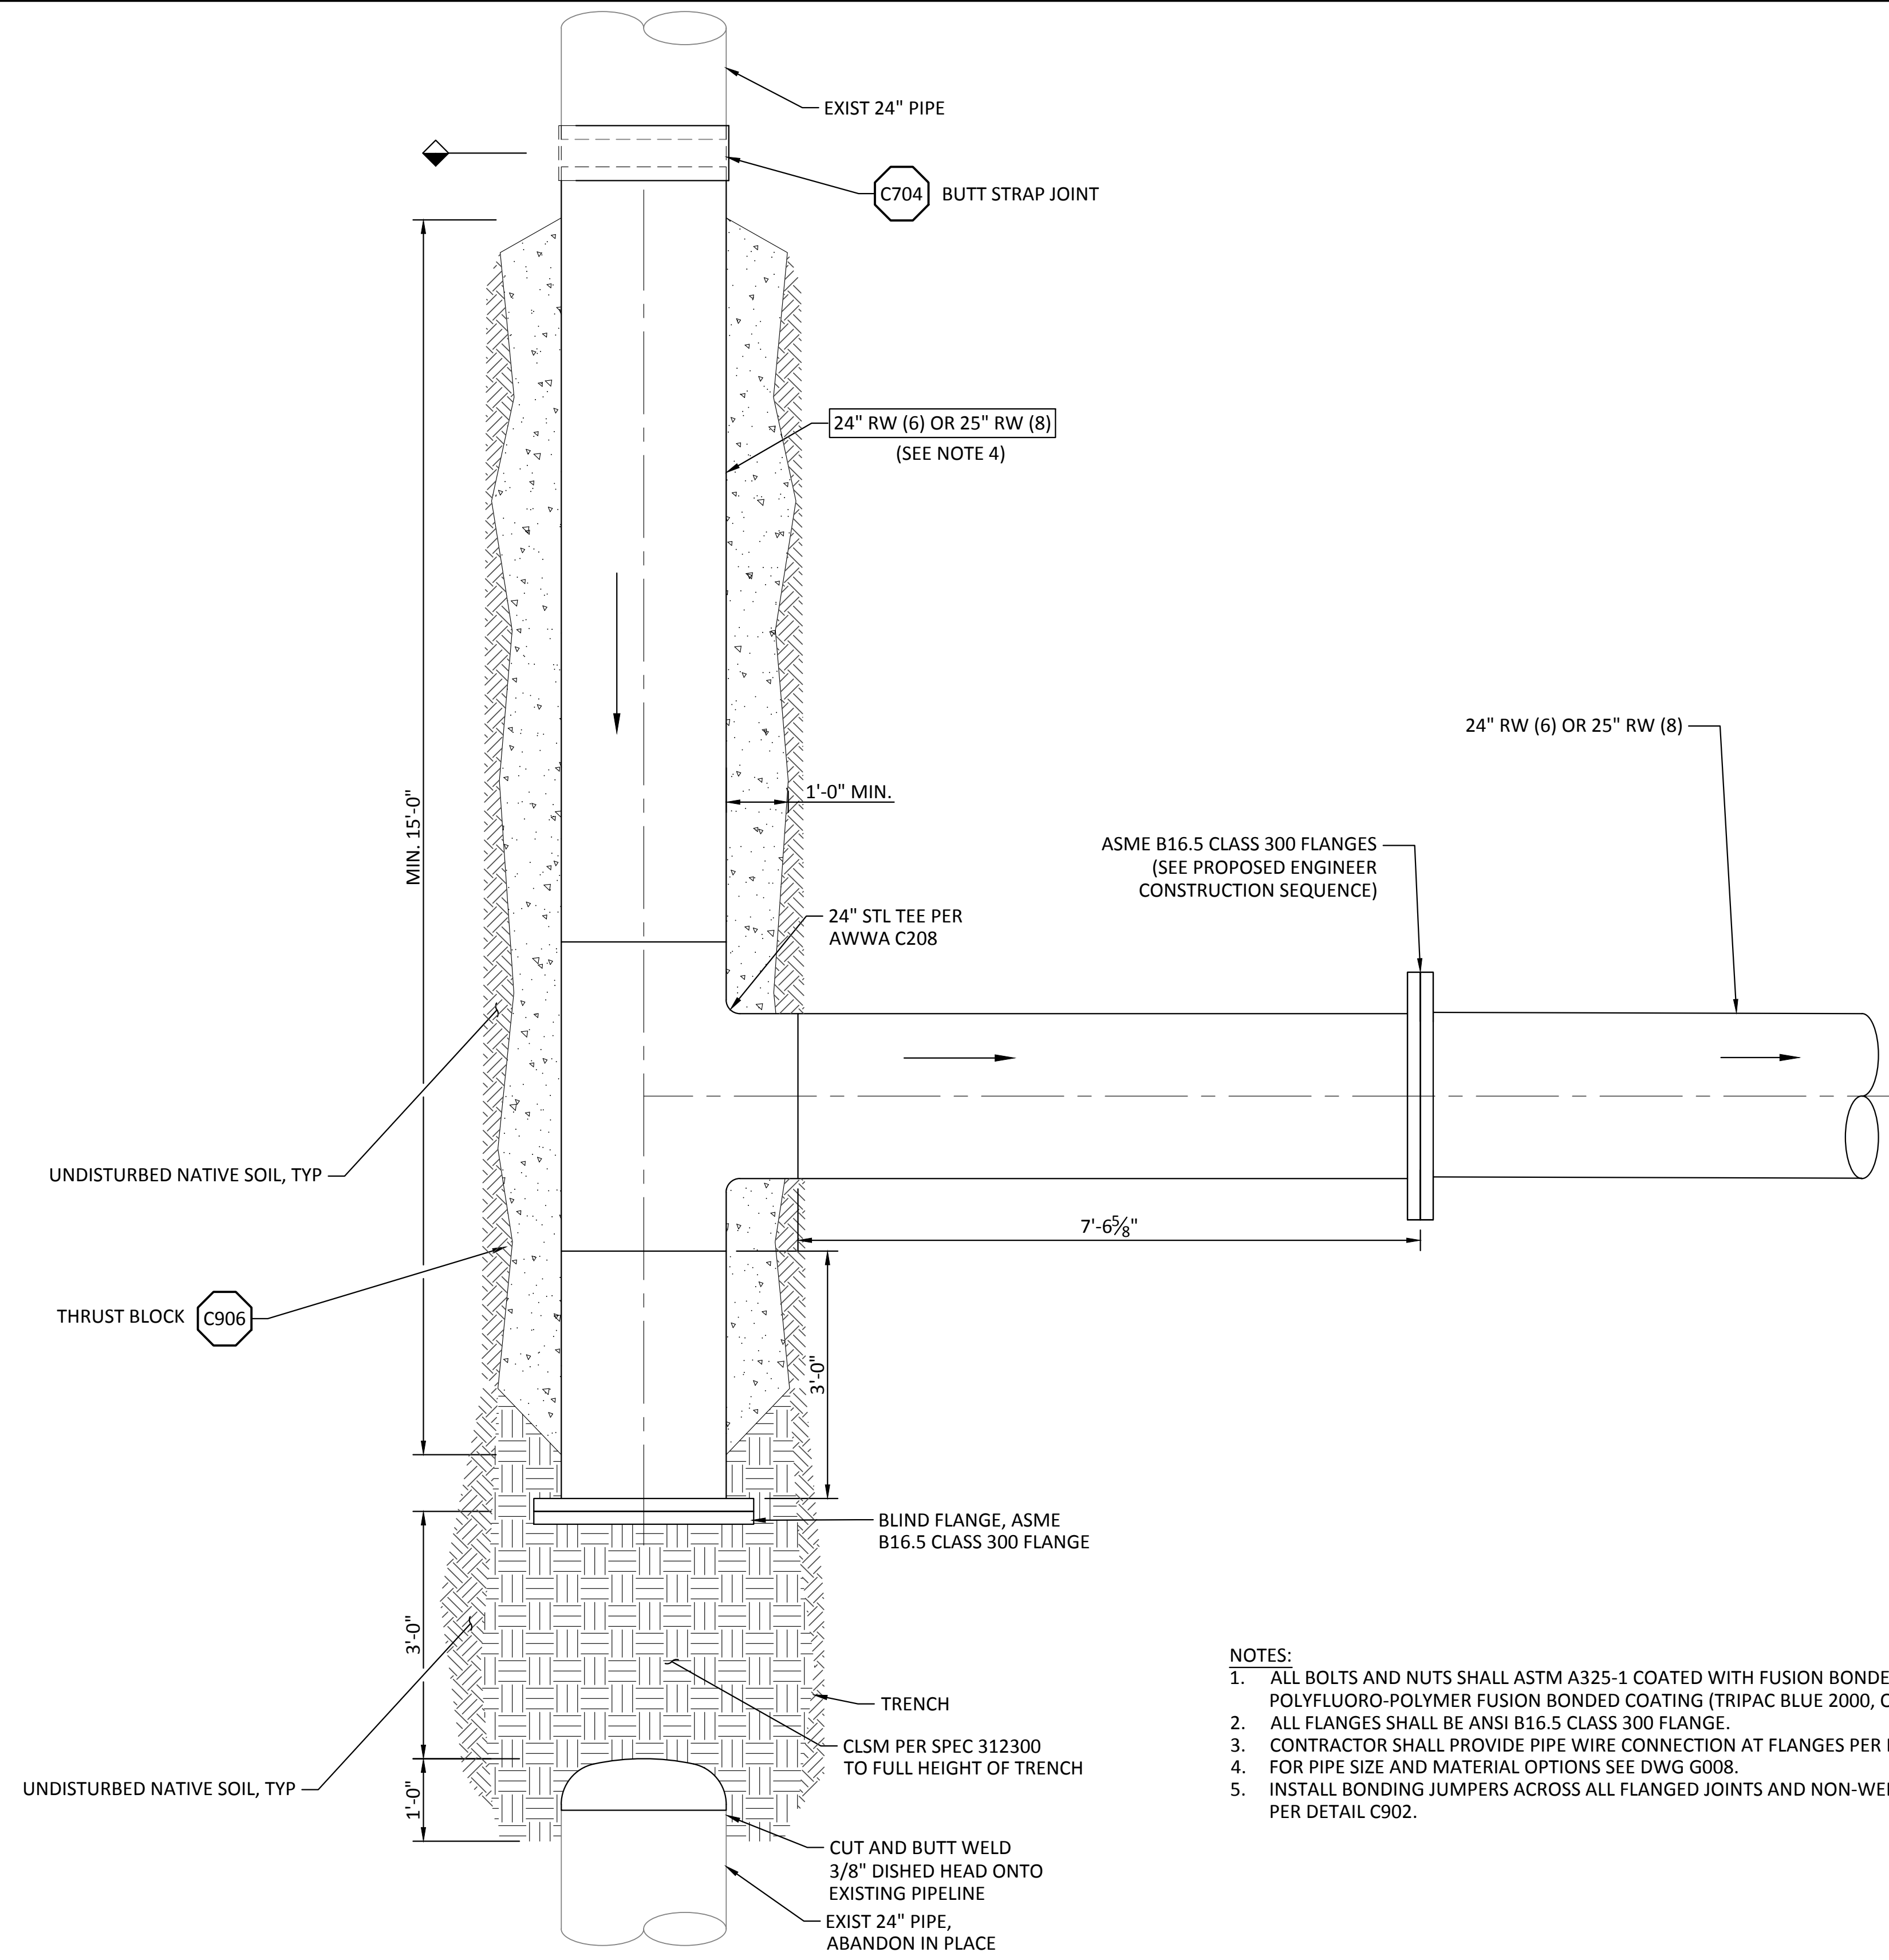 EXIST 24" PIPE
C704 BUTT STRAP JOINT
24" RW (6) OR 25" RW (8)
(SEE NOTE 4)
24" RW (6) OR 25" RW (8)
MIN. 15'-0"
1'-0" MIN.
ASME B16.5 CLASS 300 FLANGES
(SEE PROPOSED ENGINEER
CONSTRUCTION SEQUENCE)
24" STL TEE PER
AWWA C208
UNDISTURBED NATIVE SOIL, TYP
7'-6⅝"
THRUST BLOCK C906
3'-0"
BLIND FLANGE, ASME
B16.5 CLASS 300 FLANGE
3'-0"
TRENCH
CLSM PER SPEC 312300
TO FULL HEIGHT OF TRENCH
UNDISTURBED NATIVE SOIL, TYP
1'-0"
CUT AND BUTT WELD
3/8" DISHED HEAD ONTO
EXISTING PIPELINE
EXIST 24" PIPE,
ABANDON IN PLACE
NOTES:
1. ALL BOLTS AND NUTS SHALL ASTM A325-1 COATED WITH FUSION BONDE
POLYFLUORO-POLYMER FUSION BONDED COATING (TRIPAC BLUE 2000, 
2. ALL FLANGES SHALL BE ANSI B16.5 CLASS 300 FLANGE.
3. CONTRACTOR SHALL PROVIDE PIPE WIRE CONNECTION AT FLANGES PER
4. FOR PIPE SIZE AND MATERIAL OPTIONS SEE DWG G008.
5. INSTALL BONDING JUMPERS ACROSS ALL FLANGED JOINTS AND NON-WE
PER DETAIL C902.